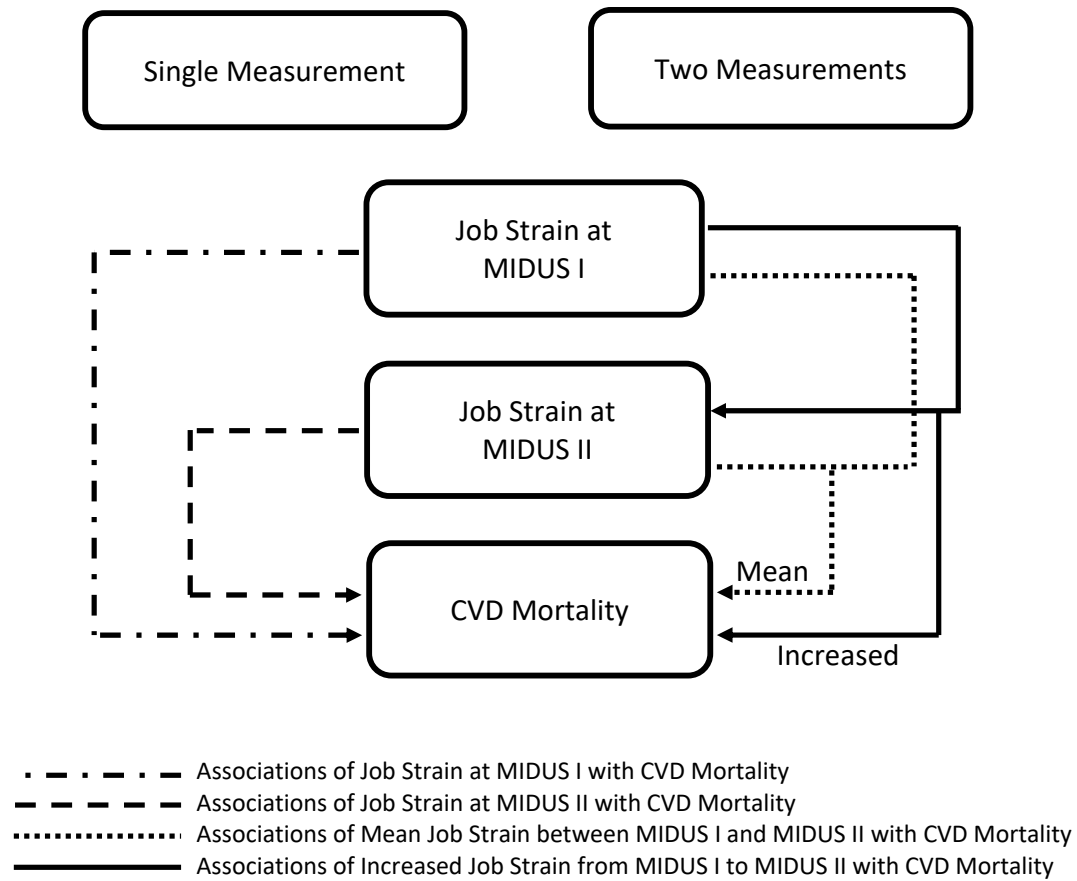 Single Measurement
Two Measurements
Job Strain at
MIDUS I
Job Strain at
MIDUS II
Mean
CVD Mortality
Increased
Associations of Job Strain at MIDUS I with CVD Mortality
Associations of Job Strain at MIDUS II with CVD Mortality
Associations of Mean Job Strain between MIDUS I and MIDUS II with CVD Mortality
Associations of Increased Job Strain from MIDUS I to MIDUS II with CVD Mortality